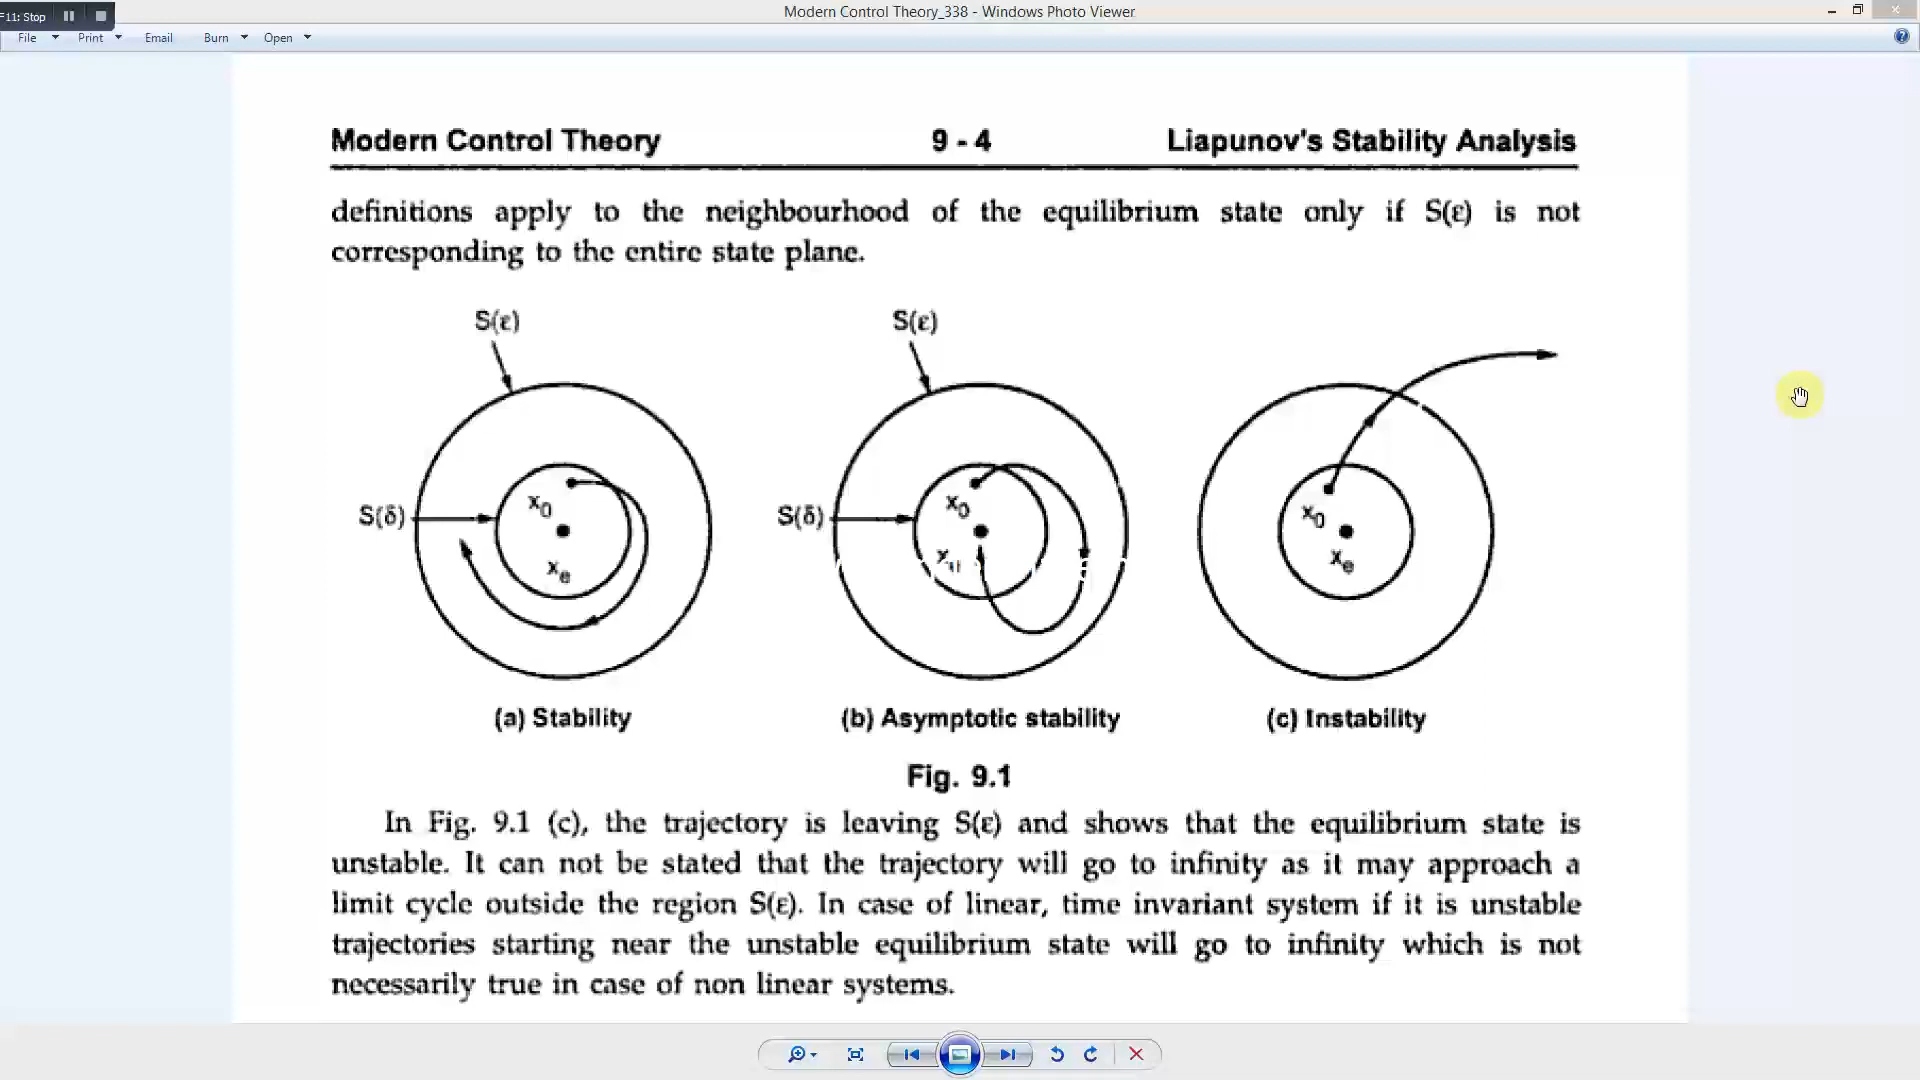 F11: Stop
Modern Control Theory_338 - Windows Photo Viewer
File Print Email Burn Open
Modern Control Theory 9 - 4 Liapunov's Stability Analysis
definitions apply to the neighbourhood of the equilibrium state only if S(ε) is not
corresponding to the entire state plane.
S(ε) S(ε)
S(δ) x0 xe
S(δ) x0
x0 xe
(a) Stability (b) Asymptotic stability (c) Instability
Fig. 9.1
In Fig. 9.1 (c), the trajectory is leaving S(ε) and shows that the equilibrium state is
unstable. It can not be stated that the trajectory will go to infinity as it may approach a
limit cycle outside the region S(ε). In case of linear, time invariant system if it is unstable
trajectories starting near the unstable equilibrium state will go to infinity which is not
necessarily true in case of non linear systems.